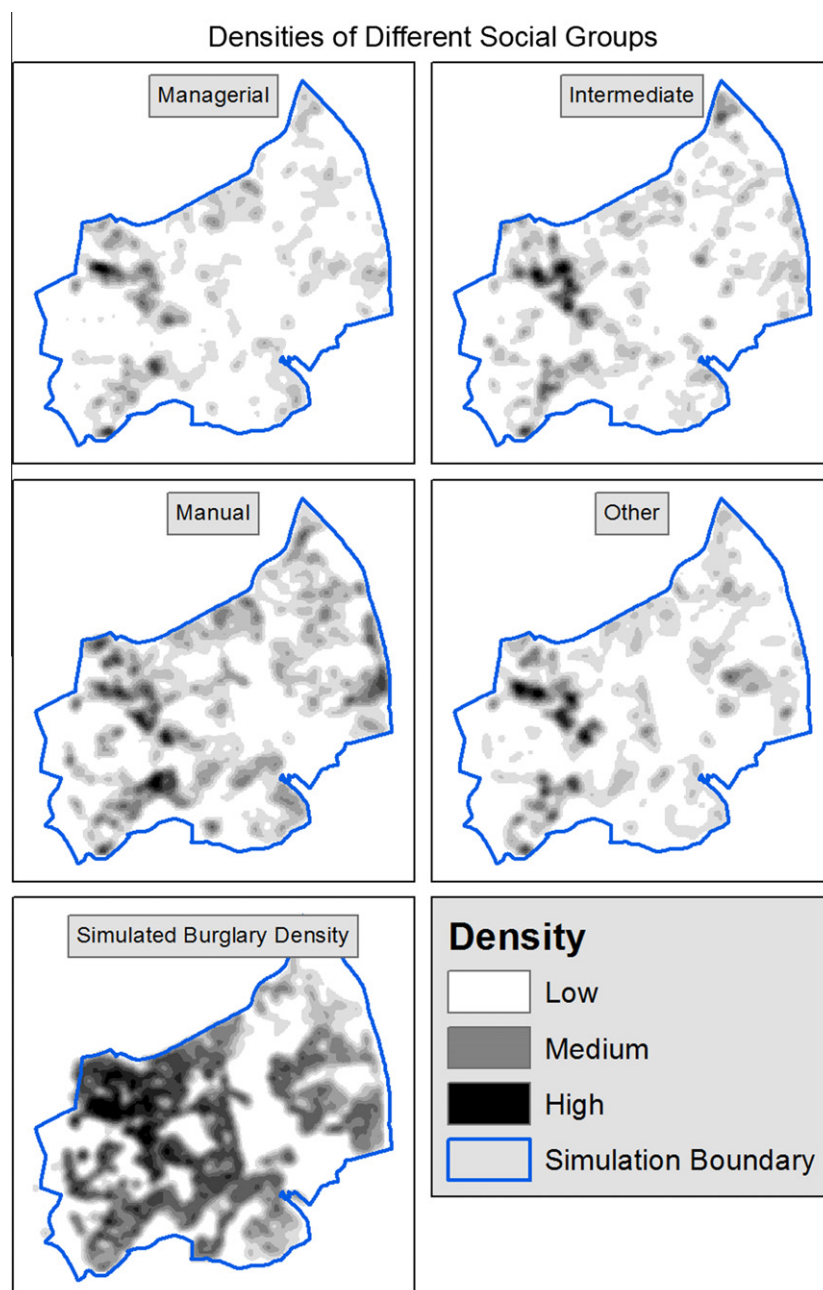 Densities of Different Social Groups
Managerial
Intermediate
Manual
Other
Simulated Burglary Density
Density
Low
Medium
High
Simulation Boundary